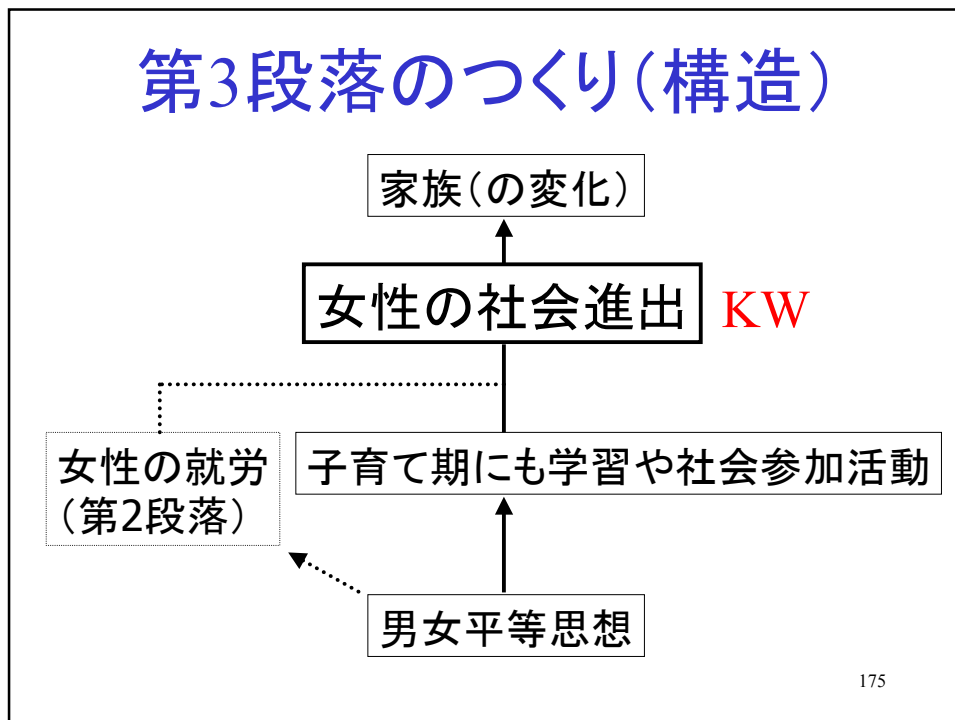 第3段落のつくり（構造）
家族（の変化）
女性の社会進出 KW
女性の就労
（第2段落）
子育て期にも学習や社会参加活動
男女平等思想
175